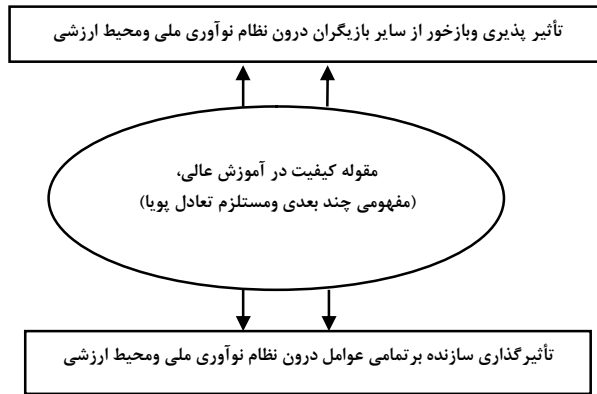 تأثیر پذیری وبازخور از سایر بازیگران درون نظام نوآوری ملی ومحیط ارزشی
مقوله کیفیت در آموزش عالی،
(مفهومی چند بعدی ومستلزم تعادل پویا)
تأثیرگذاری سازنده برتمامی عوامل درون نظام نوآوری ملی ومحیط ارزشی